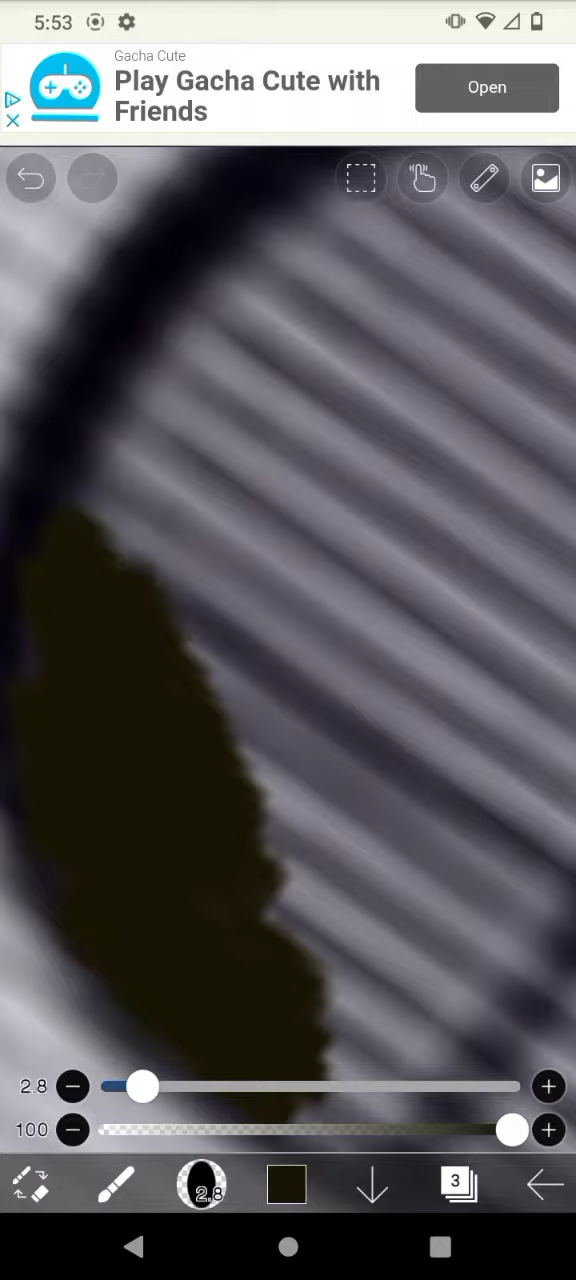 5:53
Gacha Cute
Play Gacha Cute with
Friends
Open
2.8
100
2.8
3